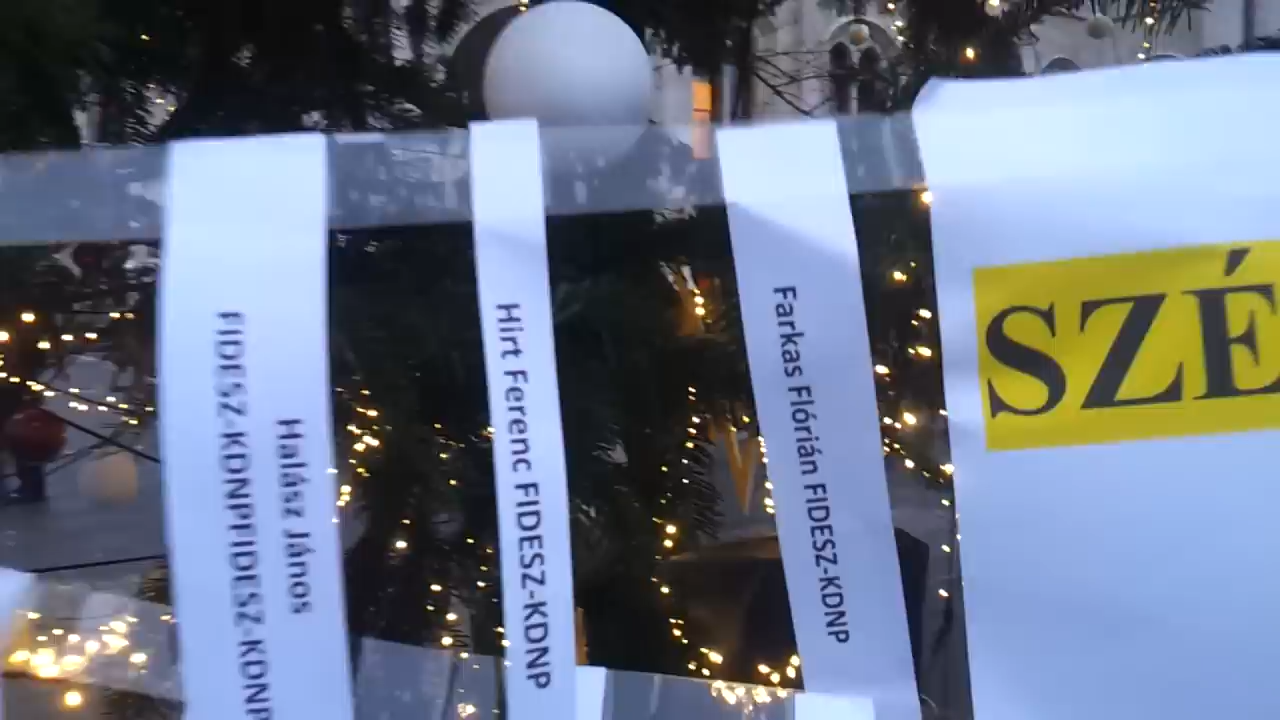 Halász János
FIDESZ-KDNPFIDESZ-KDNP
Hirt Ferenc FIDESZ-KDNP
Farkas Flórián FIDESZ-KDNP
SZÉ